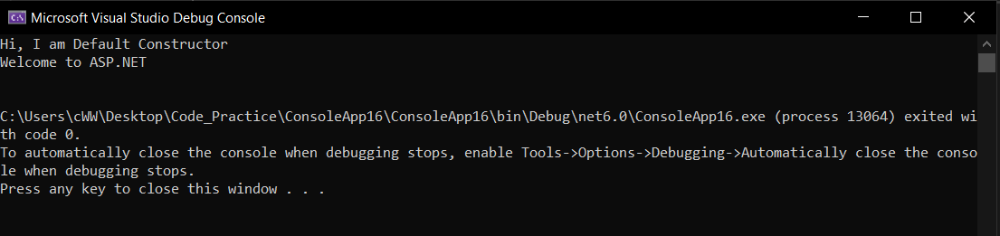 Microsoft Visual Studio Debug Console
Hi, I am Default Constructor
Welcome to ASP.NET
C:\Users\cWW\Desktop\Code_Practice\ConsoleApp16\ConsoleApp16\bin\Debug\net6.0\ConsoleApp16.exe (process 13064) exited wi
th code 0.
To automatically close the console when debugging stops, enable Tools->Options->Debugging->Automatically close the conso
le when debugging stops.
Press any key to close this window . . .